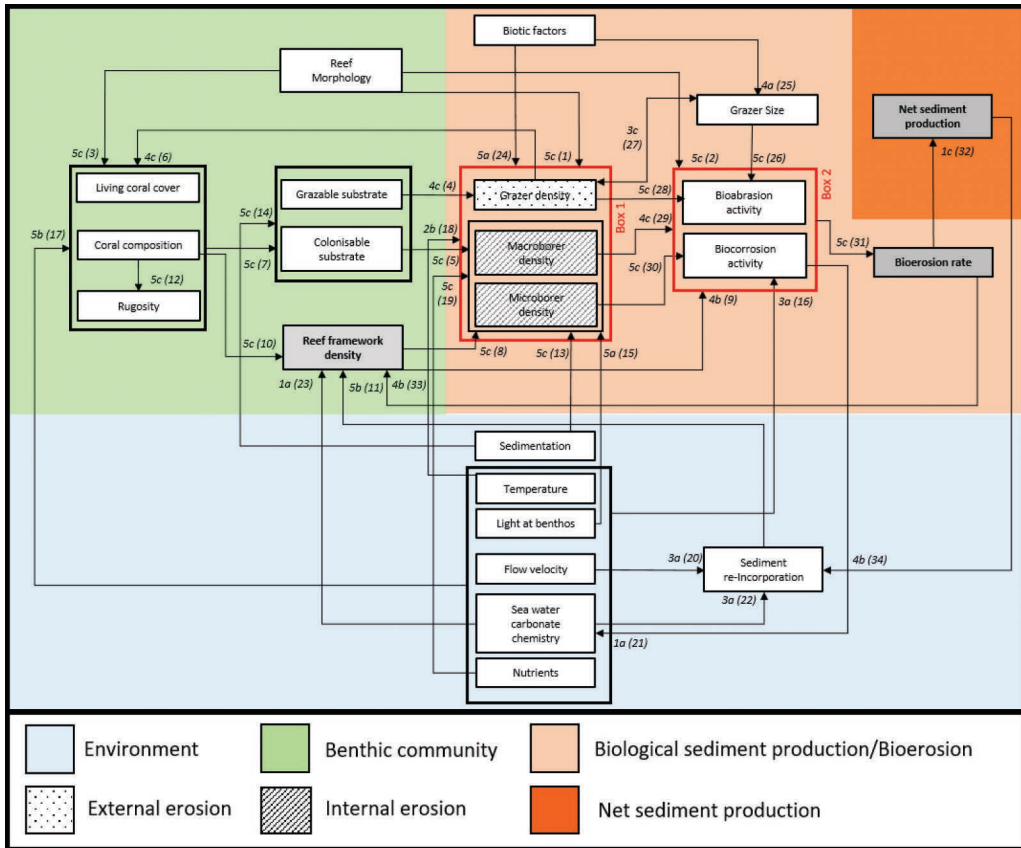 Biotic factors
Reef
Morphology
4a (25)
Grazer Size
Net sediment
production
3c
(27)
5c (3)
4c (6)
5a (24)
5c (1)
5c (2)
5c (26)
1c (32)
Living coral cover
Grazable substrate
4c (4)
Grazer density
5c (28)
Bioabrasion
activity
Box 1
Box 2
5c (14)
2b (18)
4c (29)
5b (17)
Coral composition
Colonisable
substrate
Macroborer
density
Biocorrosion
activity
5c (31)
5c (7)
5c (5)
5c (30)
Bioerosion rate
5c (12)
5c
(19)
Rugosity
Microborer
density
4b (9)
3a (16)
5c (10)
Reef framework
density
5c (8)
5c (13)
5a (15)
1a (23)
5b (11)
4b (33)
Sedimentation
Temperature
Light at benthos
Flow velocity
3a (20)
Sediment
re-Incorporation
4b (34)
3a (22)
Sea water
carbonate
chemistry
1a (21)
Nutrients
Environment
Benthic community
Biological sediment production/Bioerosion
External erosion
Internal erosion
Net sediment production